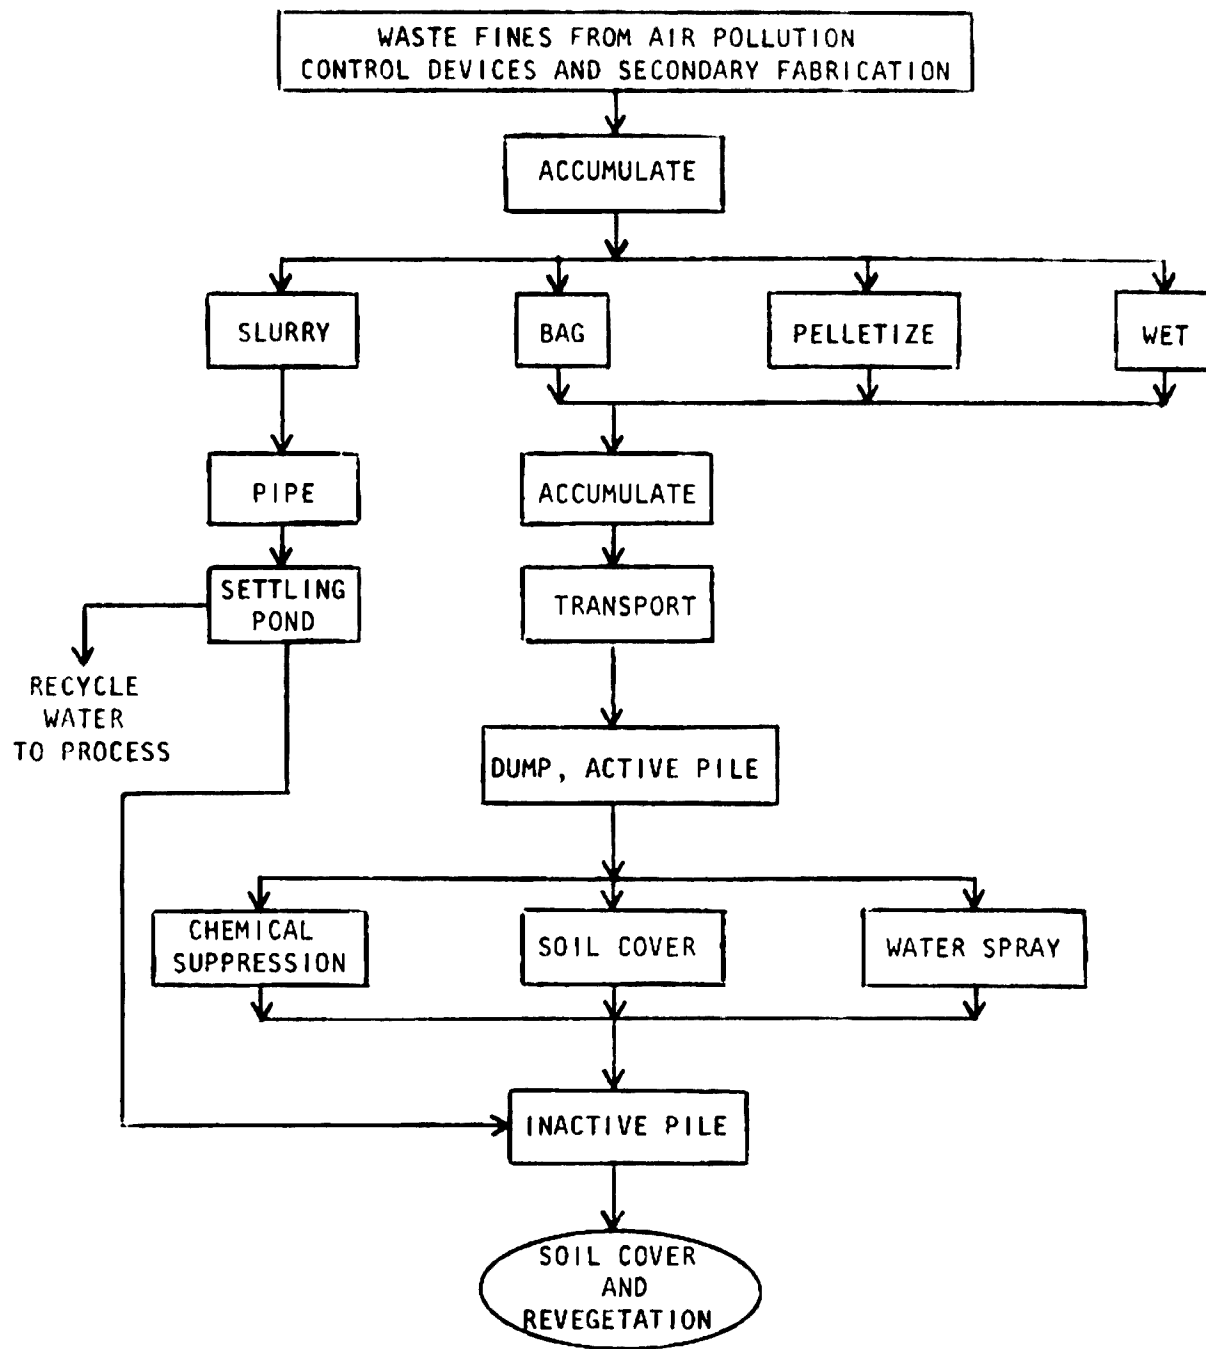 WASTE FINES FROM AIR POLLUTION
CONTROL DEVICES AND SECONDARY FABRICATION
ACCUMULATE
SLURRY
BAG
PELLETIZE
WET
PIPE
ACCUMULATE
SETTLING
POND
TRANSPORT
RECYCLE
WATER
TO PROCESS
DUMP, ACTIVE PILE
CHEMICAL
SUPPRESSION
SOIL COVER
WATER SPRAY
INACTIVE PILE
SOIL COVER
AND
REVEGETATION